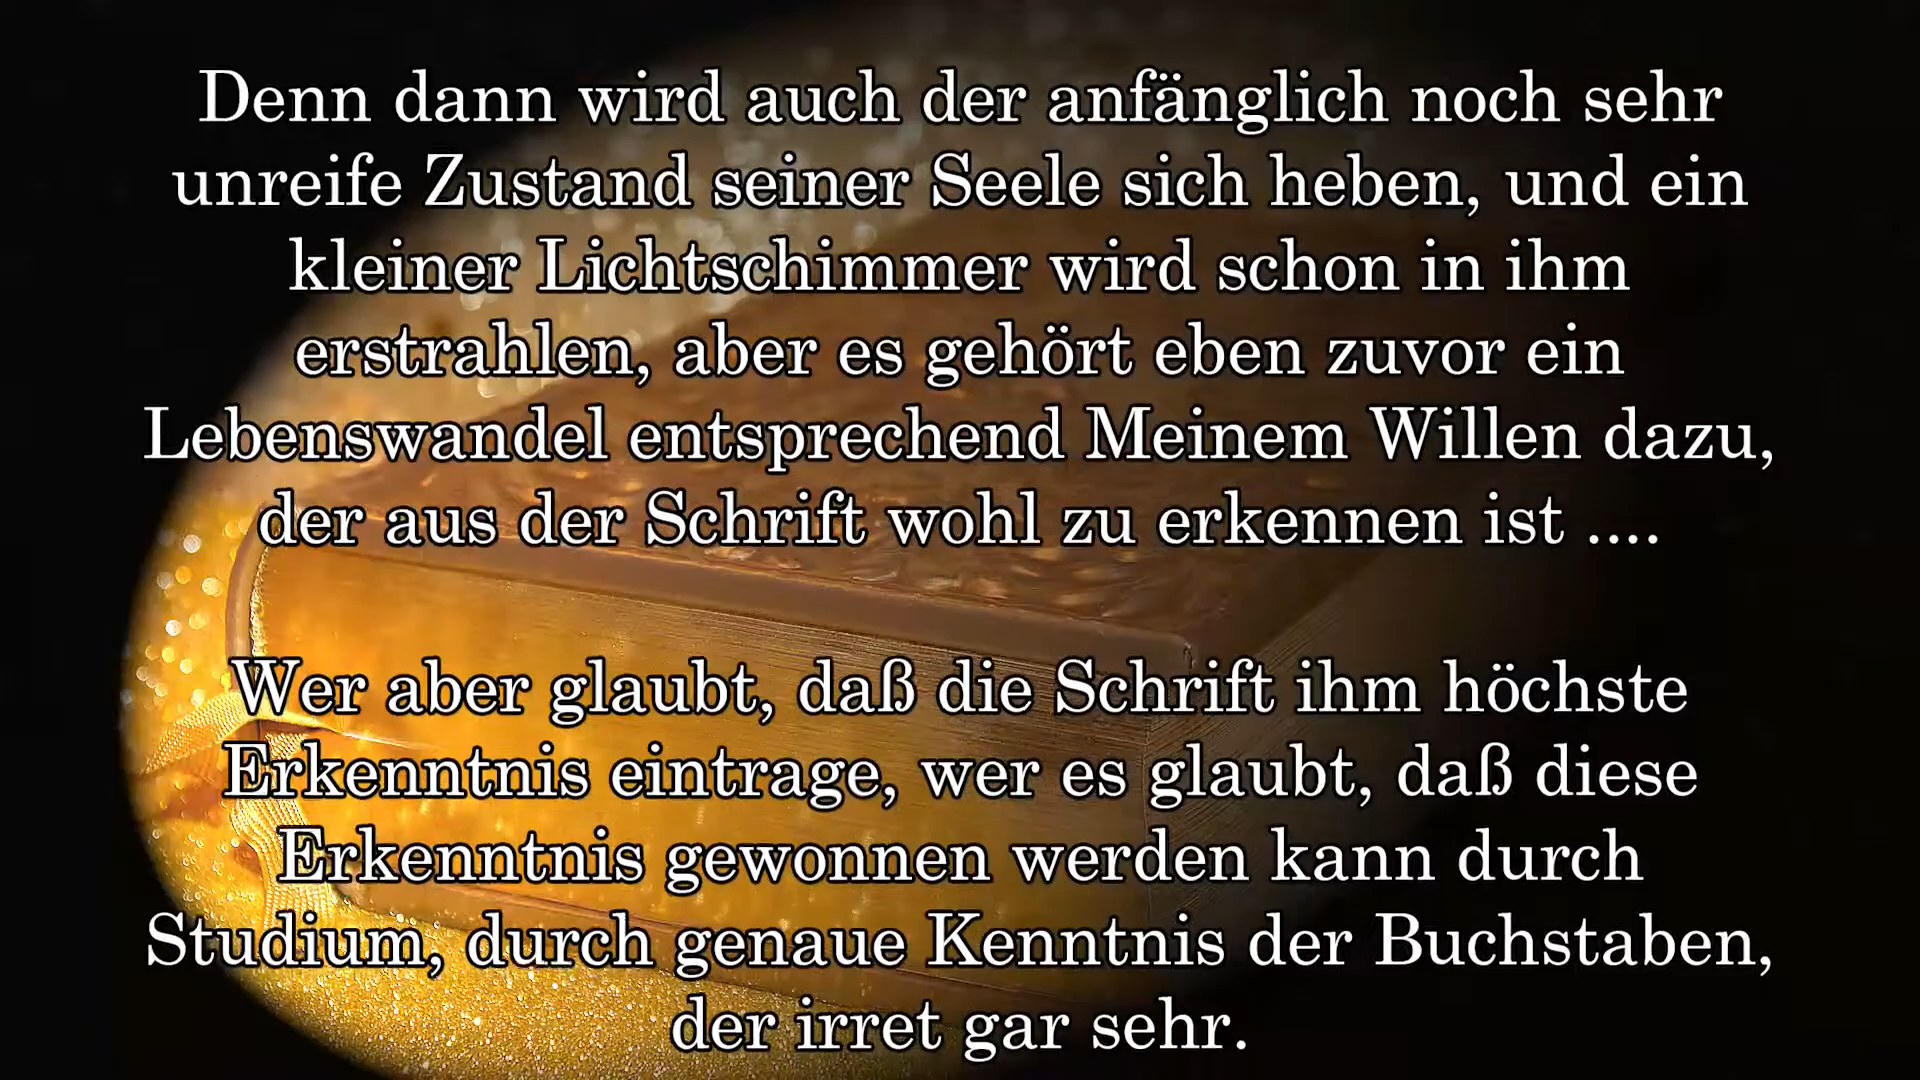 Denn dann wird auch der anfänglich noch sehr
unreife Zustand seiner Seele sich heben, und ein
kleiner Lichtschimmer wird schon in ihm
erstrahlen, aber es gehört eben zuvor ein
Lebenswandel entsprechend Meinem Willen dazu,
der aus der Schrift wohl zu erkennen ist ....
Wer aber glaubt, daß die Schrift ihm höchste
Erkenntnis eintrage, wer es glaubt, daß diese
Erkenntnis gewonnen werden kann durch
Studium, durch genaue Kenntnis der Buchstaben,
der irret gar sehr.